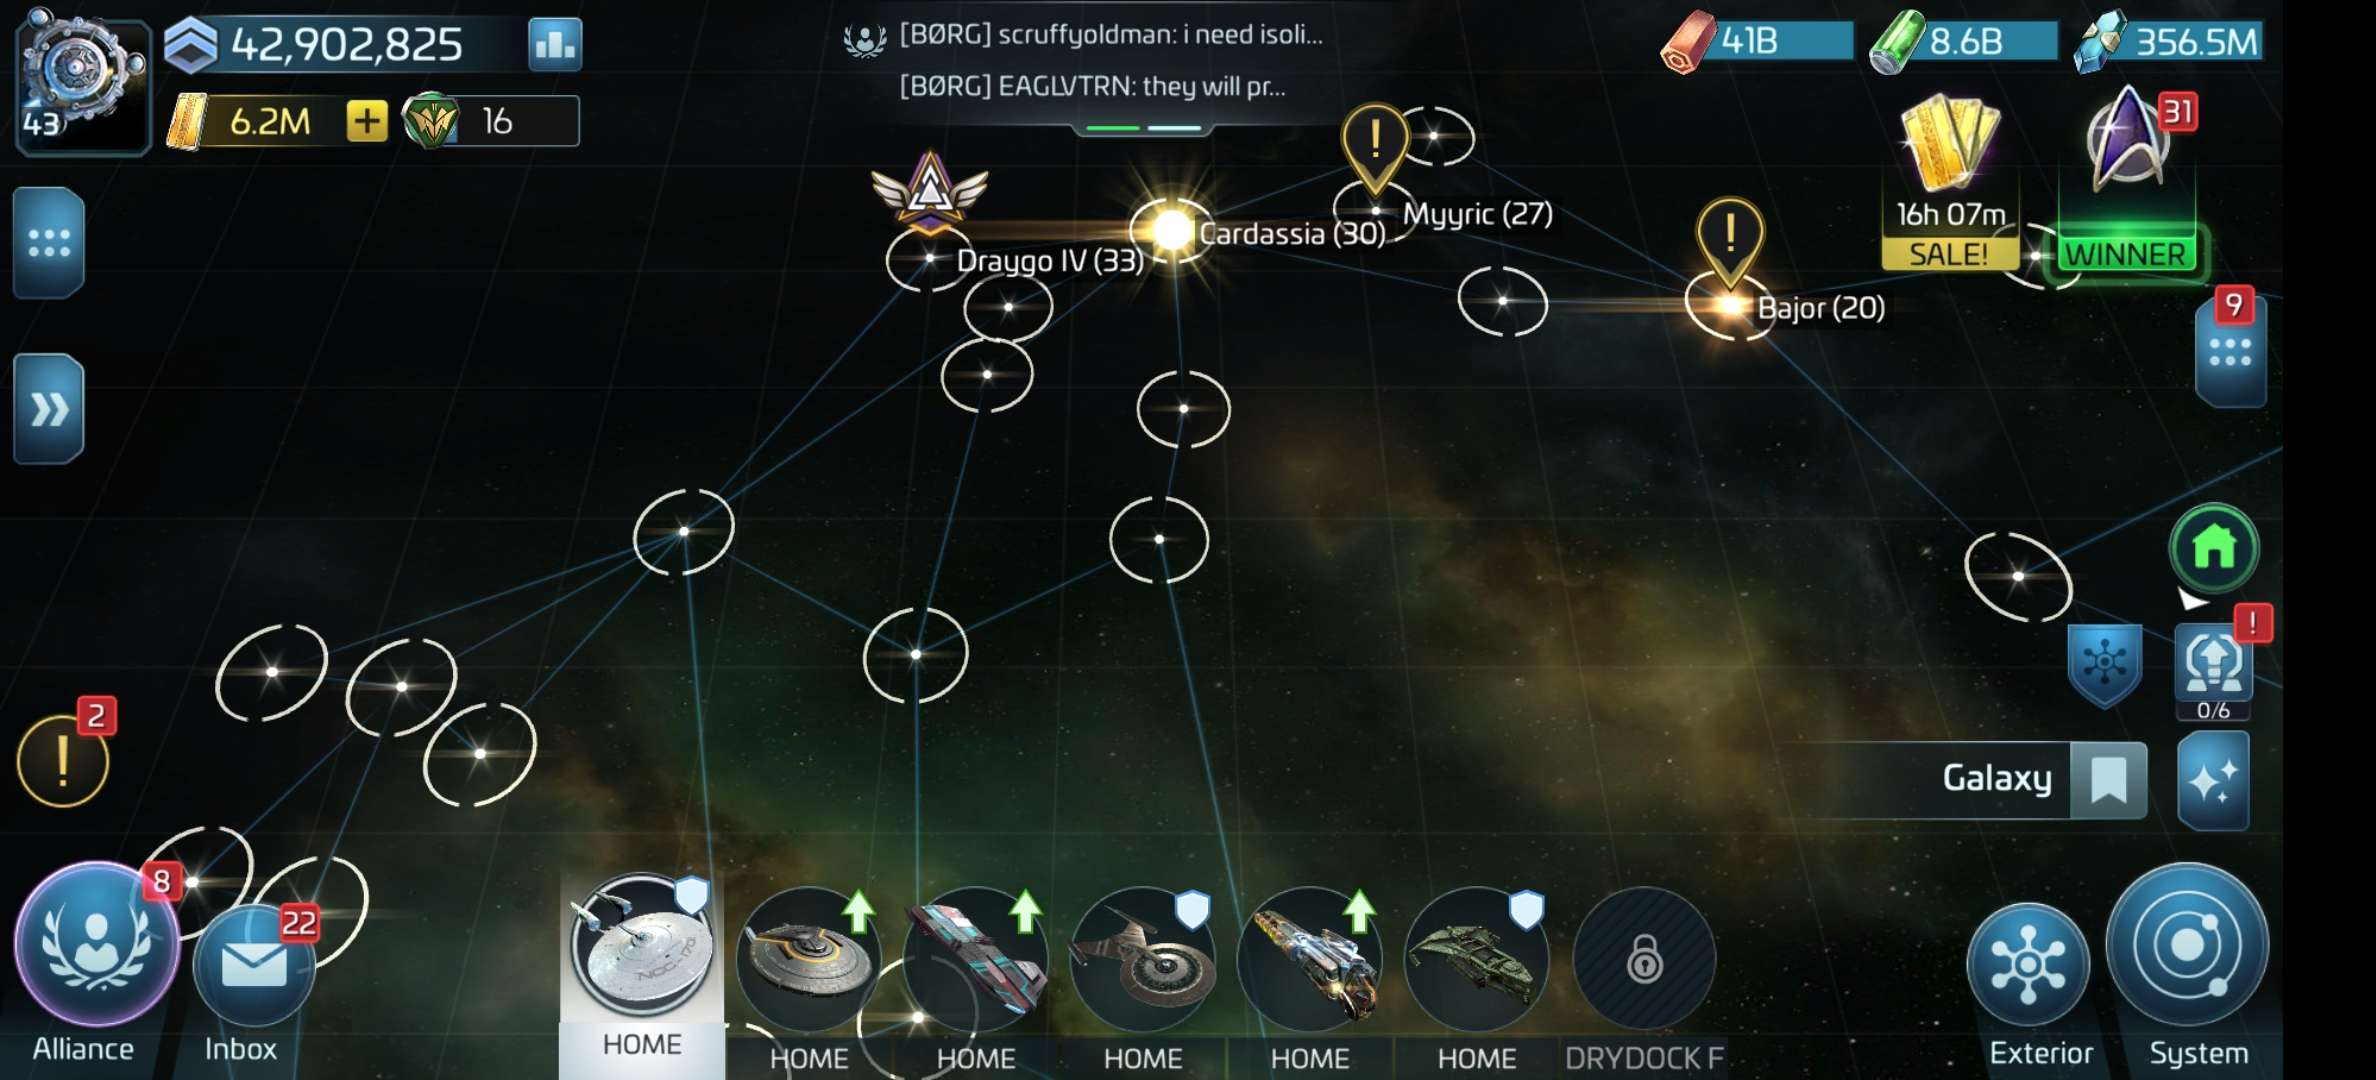 42,902,825
43
6.2M
16
[BØRG] scruffyoldman: i need isoli...
[BØRG] EAGLVTRN: they will pr...
41B
8.6B
356.5M
31
16h 07m
SALE!
WINNER
9
Myyric (27)
Cardassia (30)
Draygo IV (33)
Bajor (20)
!
!
!
0/6
2
!
Galaxy
8
22
Alliance
Inbox
NCC-1701
HOME
HOME
HOME
HOME
HOME
HOME
DRYDOCK F
Exterior
System